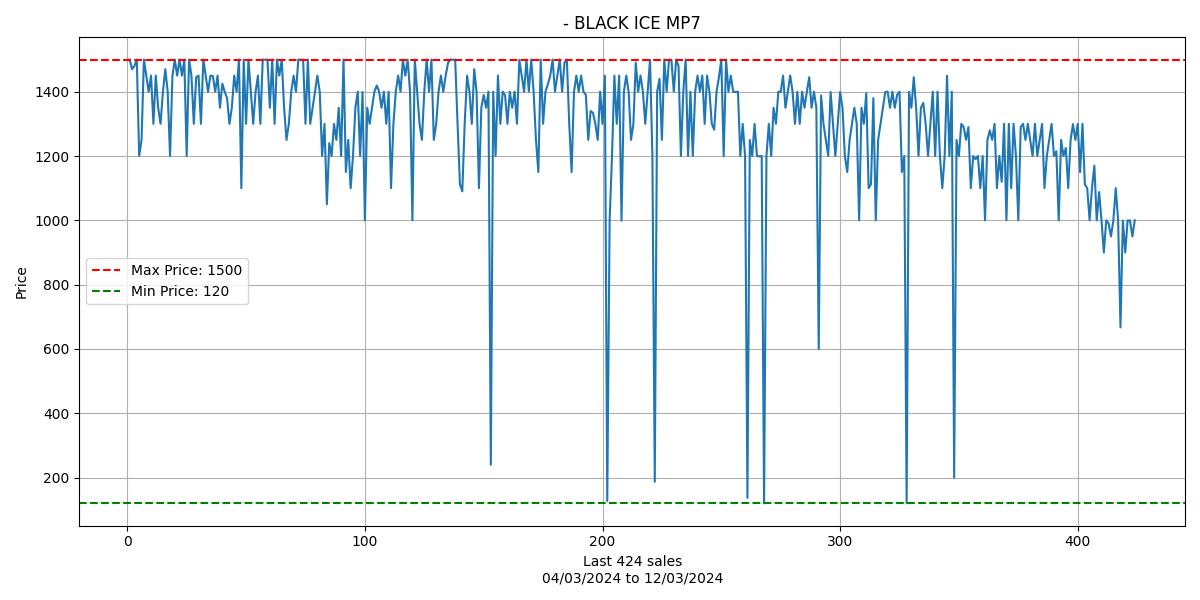 - BLACK ICE MP7
Price
1400
1200
1000
800
600
400
200
Max Price: 1500
Min Price: 120
0 100 200 300 400
Last 424 sales
04/03/2024 to 12/03/2024